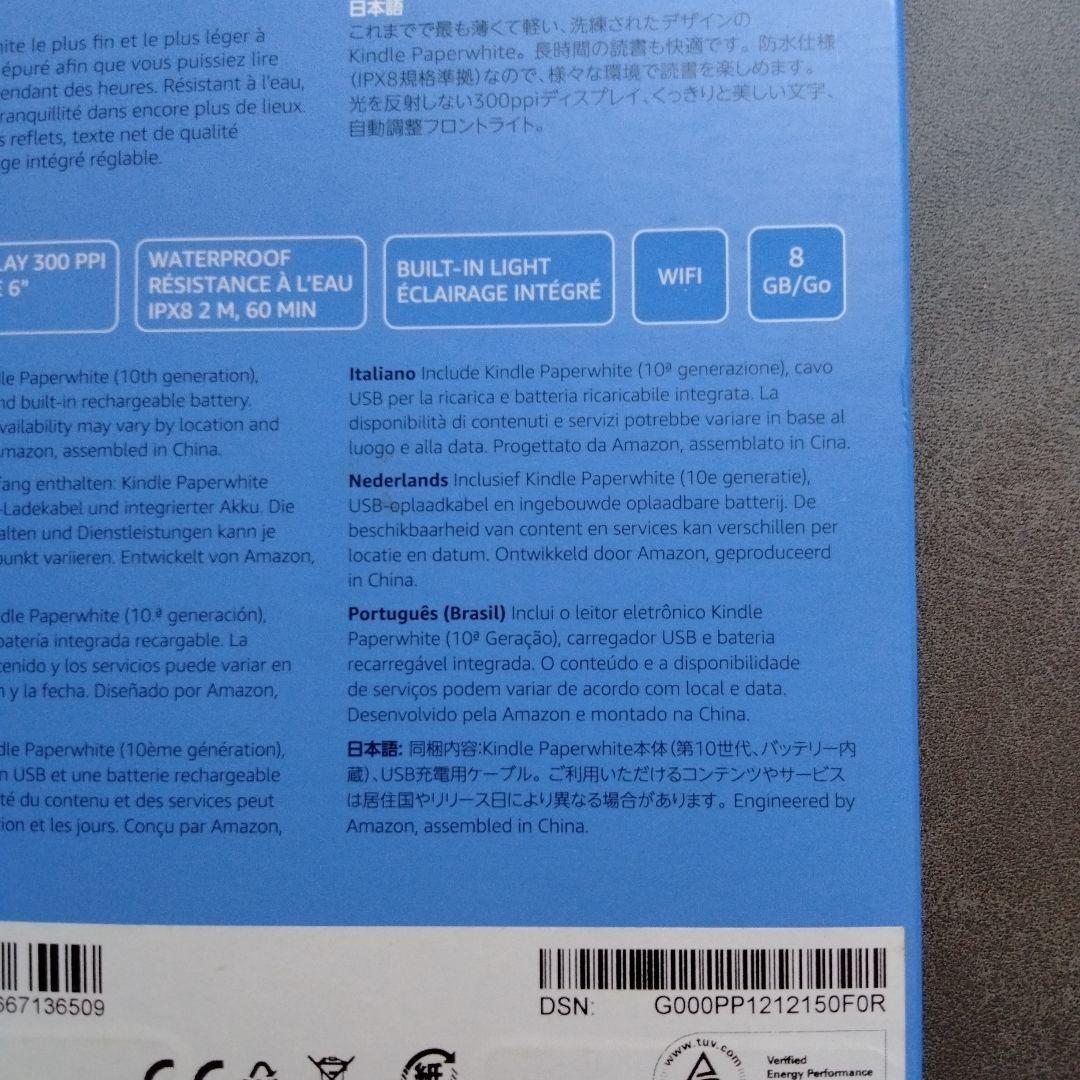 ite le plus fin et le plus léger à
épuré afin que vous puissiez lire
endant des heures. Résistant à l'eau,
ranquillité dans encore plus de lieux.
s reflets, texte net de qualité
ge intégré réglable.
日本語
これまでで最も薄くて軽い、洗練されたデザインの
Kindle Paperwhite。長時間の読書も快適です。防水仕様
(IPX8規格準拠)なので、様々な環境で読書を楽しめます。
光を反射しない300ppiディスプレイ、くっきりと美しい文字、
自動調整フロントライト。
LAY 300 PPI
E 6"
WATERPROOF
RÉSISTANCE À L'EAU
IPX8 2 M, 60 MIN
BUILT-IN LIGHT
ÉCLAIRAGE INTÉGRÉ
WIFI
8
GB/Go
le Paperwhite (10th generation),
nd built-in rechargeable battery.
vailability may vary by location and
mazon, assembled in China.
fang enthalten: Kindle Paperwhite
-Ladekabel und integrierter Akku. Die
alten und Dienstleistungen kann je
punkt variieren. Entwickelt von Amazon,
dle Paperwhite (10.ª generación),
batería integrada recargable. La
tenido y los servicios puede variar en
n y la fecha. Diseñado por Amazon,
dle Paperwhite (10ème génération),
n USB et une batterie rechargeable
té du contenu et des services peut
ion et les jours. Conçu par Amazon,
Italiano Include Kindle Paperwhite (10ª generazione), cavo
USB per la ricarica e batteria ricaricabile integrata. La
disponibilità di contenuti e servizi potrebbe variare in base al
luogo e alla data. Progettato da Amazon, assemblato in Cina.
Nederlands Inclusief Kindle Paperwhite (10e generatie),
USB-oplaadkabel en ingebouwde oplaadbare batterij. De
beschikbaarheid van content en services kan verschillen per
locatie en datum. Ontwikkeld door Amazon, geproduceerd
in China.
Português (Brasil) Inclui o leitor eletrônico Kindle
Paperwhite (10ª Geração), carregador USB e bateria
recarregável integrada. O conteúdo e a disponibilidade
de serviços podem variar de acordo com local e data.
Desenvolvido pela Amazon e montado na China.
日本語: 同梱内容:Kindle Paperwhite本体(第10世代、バッテリー内
蔵)、USB充電用ケーブル。ご利用いただけるコンテンツやサービス
は居住国やリリース日により異なる場合があります。Engineered by
Amazon, assembled in China.
667136509
DSN: G000PP1212150F0R
紙
www.tuv.com
Verified
Energy Performance